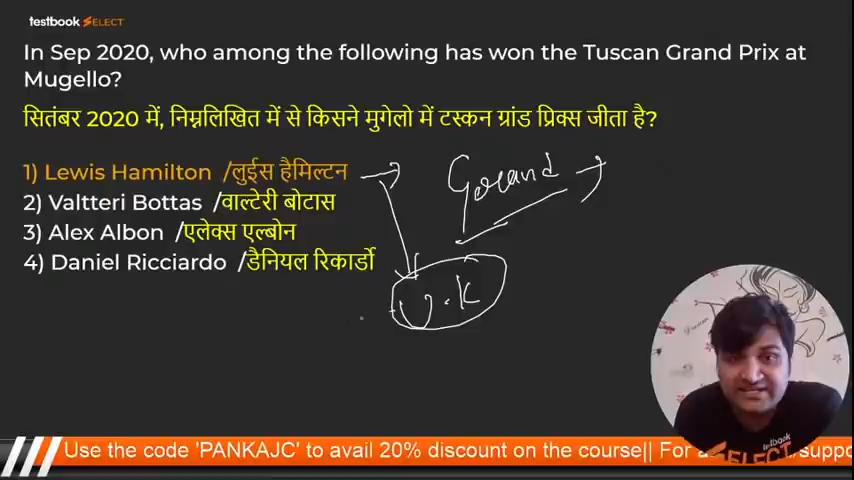 testbook SELECT
In Sep 2020, who among the following has won the Tuscan Grand Prix at
Mugello?
सितंबर 2020 में, निम्नलिखित में से किसने मुगेलो में टस्कन ग्रांड प्रिक्स जीता है?
1) Lewis Hamilton /लुईस हैमिल्टन
2) Valtteri Bottas /वाल्टेरी बोटास
3) Alex Albon /एलेक्स एल्बोन
4) Daniel Ricciardo /डैनियल रिकार्डो
U.K
testbook
SELECT
Use the code 'PANKAJC' to avail 20% discount on the course|| For